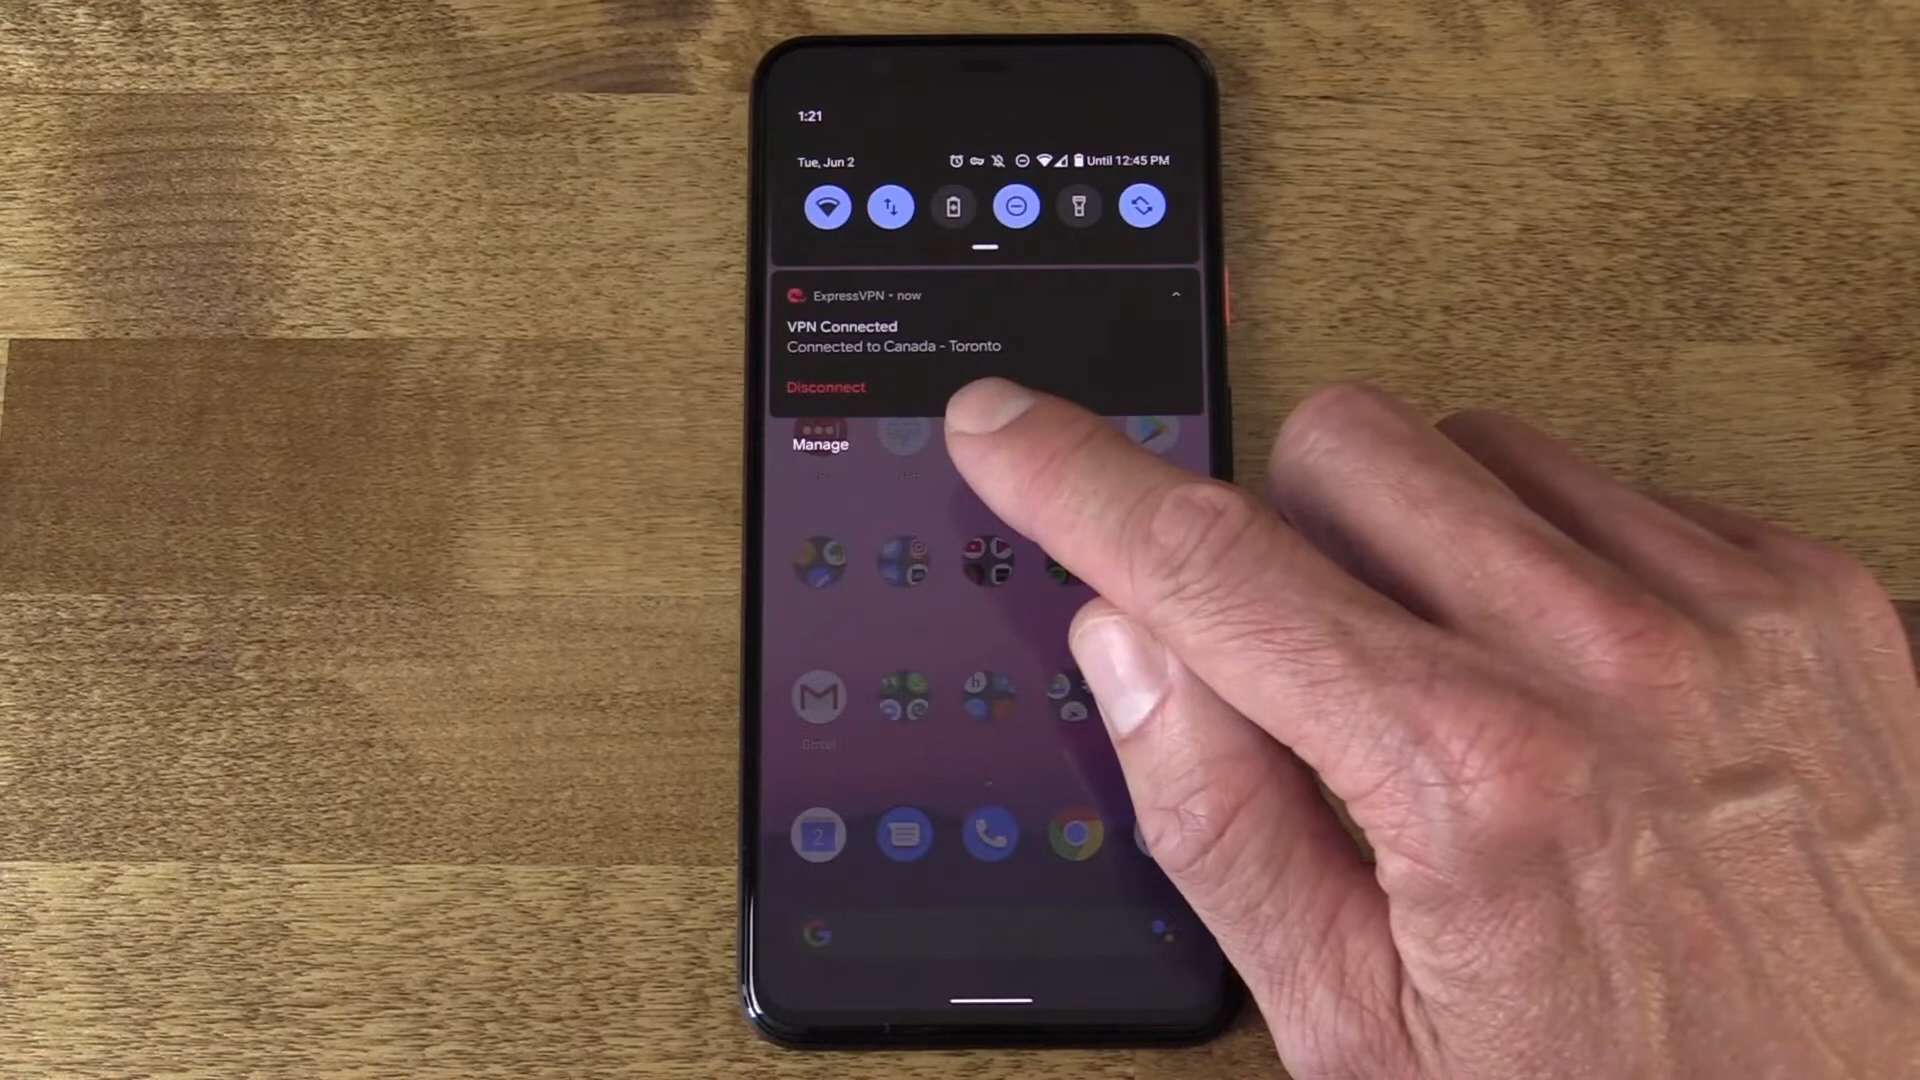 1:21
Tue, Jun 2 Until 12:45 PM
ExpressVPN • now
VPN Connected
Connected to Canada - Toronto
Disconnect
Manage
Gmail
2